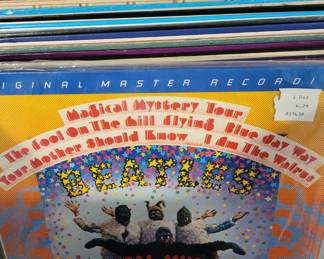 IGINAL MASTER RECORDI
Magical Mystery Tour
The Fool On The Hill Flying Blue Jay Way
Your Mother Should Know I Am The Walrus
BEATLES